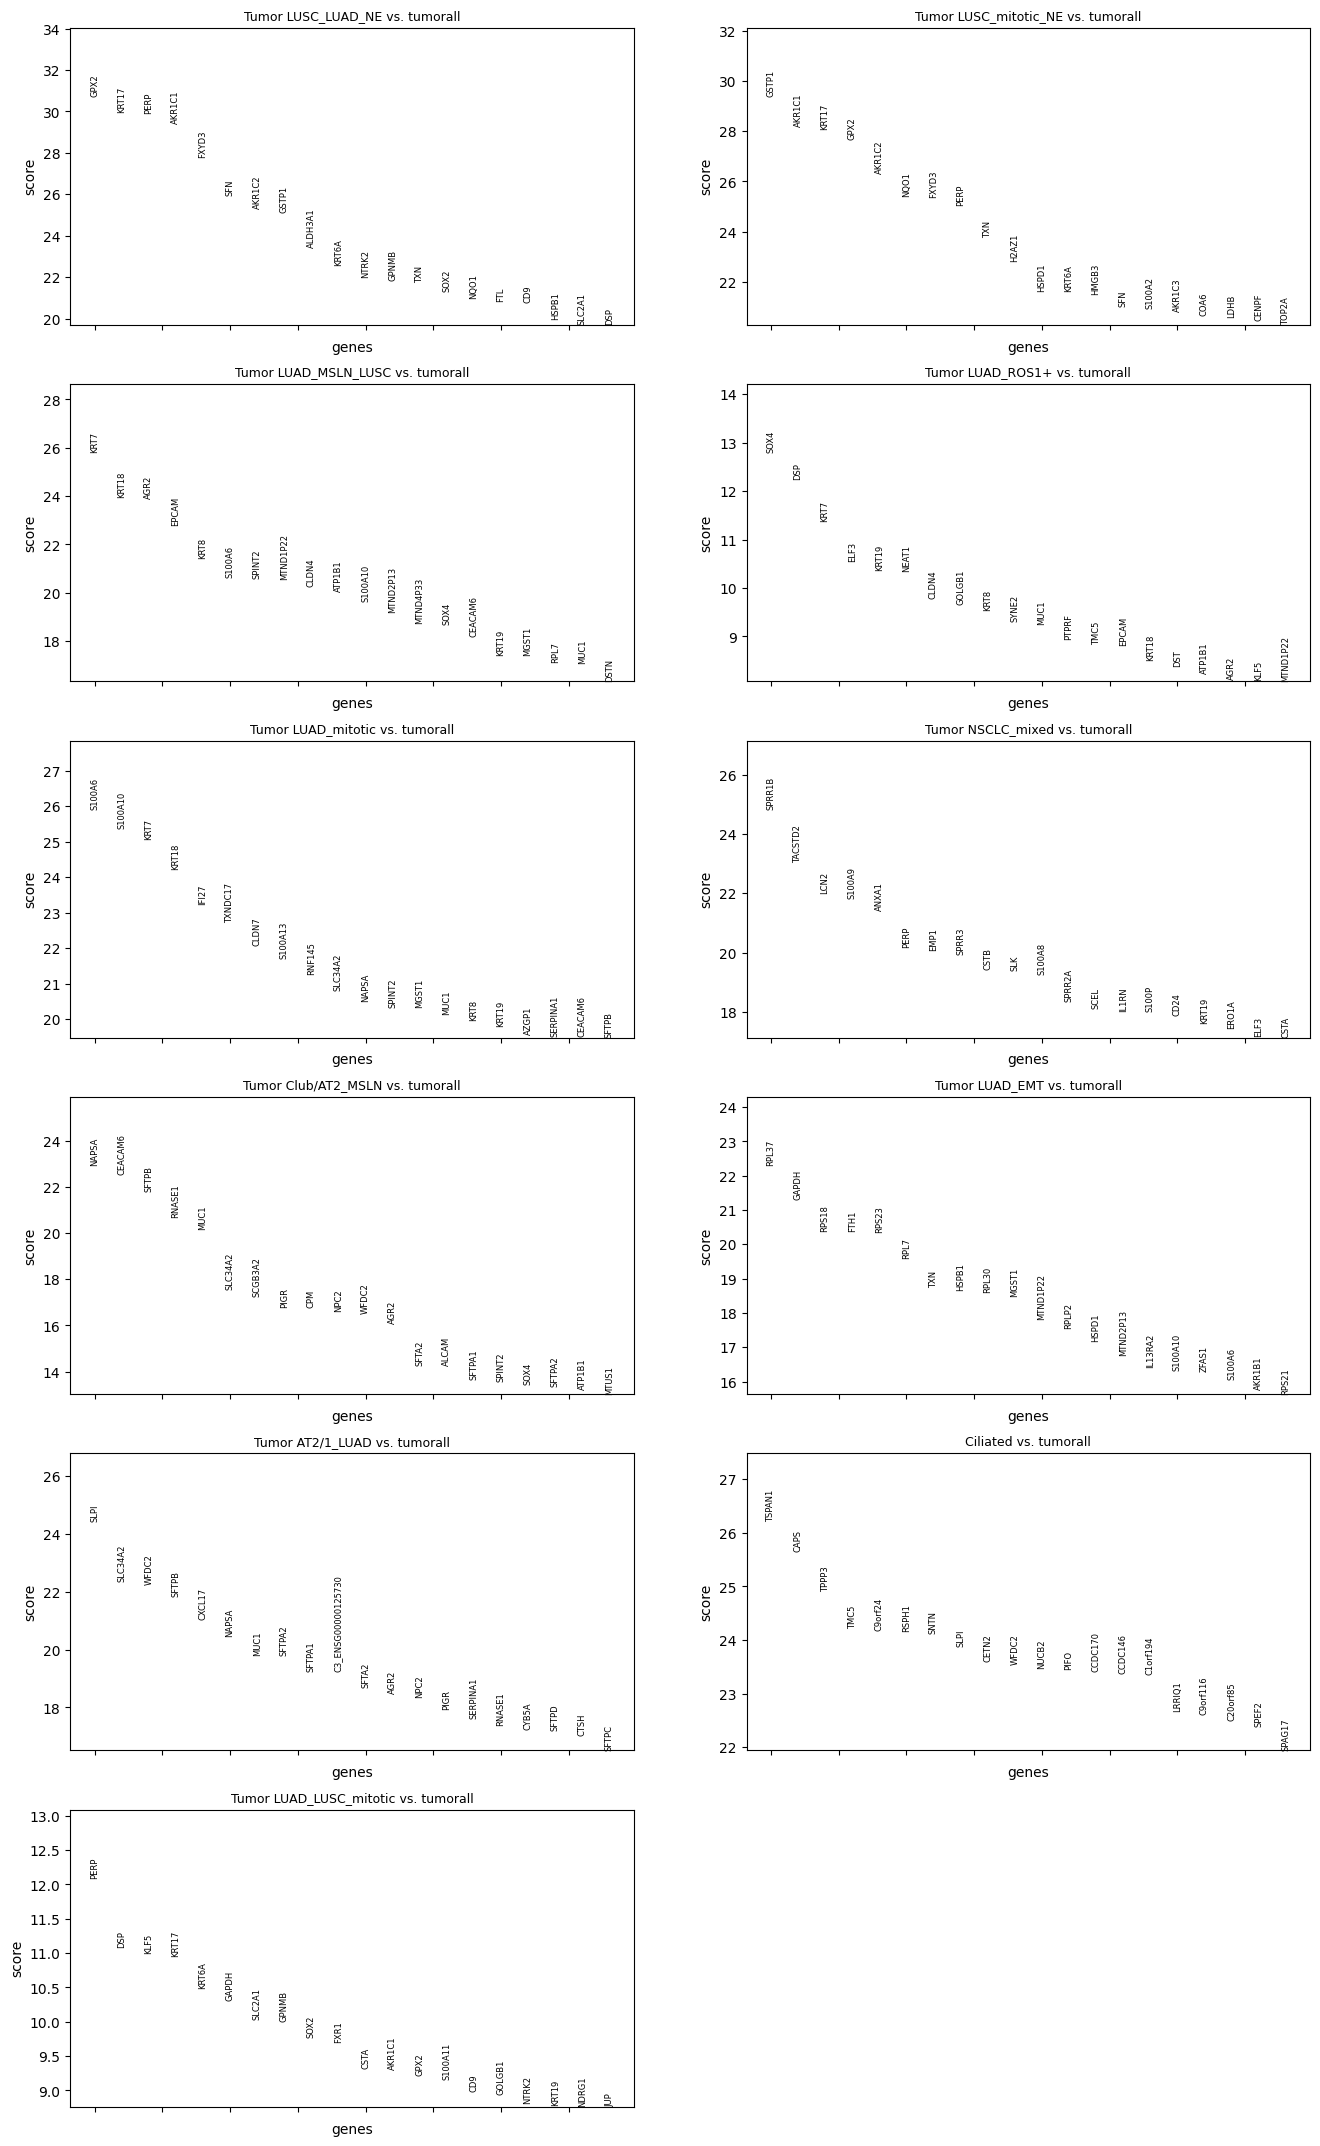 Tumor LUSC_LUAD_NE vs. tumorall
34
32
30
28
26
24
22
20
score
GPX2
KRT17
PERP
AKR1C1
FXYD3
SFN
AKR1C2
GSTP1
ALDH3A1
KRT6A
NTRK2
GPNMB
TXN
SOX2
NQO1
FTL
CD9
HSPB1
SLC2A1
DSP
genes
Tumor LUSC_mitotic_NE vs. tumorall
32
30
28
26
24
22
score
GSTP1
AKR1C1
KRT17
GPX2
AKR1C2
NQO1
FXYD3
PERP
TXN
H2AZ1
HSPD1
KRT6A
HMGB3
SFN
S100A2
AKR1C3
COA6
LDHB
CENPF
TOP2A
genes
Tumor LUAD_MSLN_LUSC vs. tumorall
28
26
24
22
20
18
score
KRT7
KRT18
AGR2
EPCAM
KRT8
S100A6
SPINT2
MTND1P22
CLDN4
ATP1B1
S100A10
MTND2P13
MTND4P33
SOX4
CEACAM6
KRT19
MGST1
RPL7
MUC1
DSTN
genes
Tumor LUAD_ROS1+ vs. tumorall
14
13
12
11
10
9
score
SOX4
DSP
KRT7
ELF3
KRT19
NEAT1
CLDN4
GOLGB1
KRT8
SYNE2
MUC1
PTPRF
TMC5
EPCAM
KRT18
DST
ATP1B1
AGR2
KLF5
MTND1P22
genes
Tumor LUAD_mitotic vs. tumorall
27
26
25
24
23
22
21
20
score
S100A6
S100A10
KRT7
KRT18
IFI27
TXNDC17
CLDN7
S100A13
RNF145
SLC34A2
NAPSA
SPINT2
MGST1
MUC1
KRT8
KRT19
AZGP1
SERPINA1
CEACAM6
SFTPB
genes
Tumor NSCLC_mixed vs. tumorall
26
24
22
20
18
score
SPRR1B
TACSTD2
LCN2
S100A9
ANXA1
PERP
EMP1
SPRR3
CSTB
SLK
S100A8
SPRR2A
SCEL
IL1RN
S100P
CD24
KRT19
ERO1A
ELF3
CSTA
genes
Tumor Club/AT2_MSLN vs. tumorall
24
22
20
18
16
14
score
NAPSA
CEACAM6
SFTPB
RNASE1
MUC1
SLC34A2
SCGB3A2
PIGR
CPM
NPC2
WFDC2
AGR2
SFTA2
ALCAM
SFTPA1
SPINT2
SOX4
SFTPA2
ATP1B1
MTUS1
genes
Tumor LUAD_EMT vs. tumorall
24
23
22
21
20
19
18
17
16
score
RPL37
GAPDH
RPS18
FTH1
RPS23
RPL7
TXN
HSPB1
RPL30
MGST1
MTND1P22
RPLP2
HSPD1
MTND2P13
IL13RA2
S100A10
ZFAS1
S100A6
AKR1B1
RPS21
genes
Tumor AT2/1_LUAD vs. tumorall
26
24
22
20
18
score
SLPI
SLC34A2
WFDC2
SFTPB
CXCL17
NAPSA
MUC1
SFTPA2
SFTPA1
C3_ENSG00000125730
SFTA2
AGR2
NPC2
PIGR
SERPINA1
RNASE1
CYB5A
SFTPD
CTSH
SFTPC
genes
Ciliated vs. tumorall
27
26
25
24
23
22
score
TSPAN1
CAPS
TPPP3
TMC5
C9orf24
RSPH1
SNTN
SLPI
CETN2
WFDC2
NUCB2
PIFO
CCDC170
CCDC146
C1orf194
LRRIQ1
C9orf116
C20orf85
SPEF2
SPAG17
genes
Tumor LUAD_LUSC_mitotic vs. tumorall
13.0
12.5
12.0
11.5
11.0
10.5
10.0
9.5
9.0
score
PERP
DSP
KLF5
KRT17
KRT6A
GAPDH
SLC2A1
GPNMB
SOX2
FXR1
CSTA
AKR1C1
GPX2
S100A11
CD9
GOLGB1
NTRK2
KRT19
NDRG1
JUP
genes